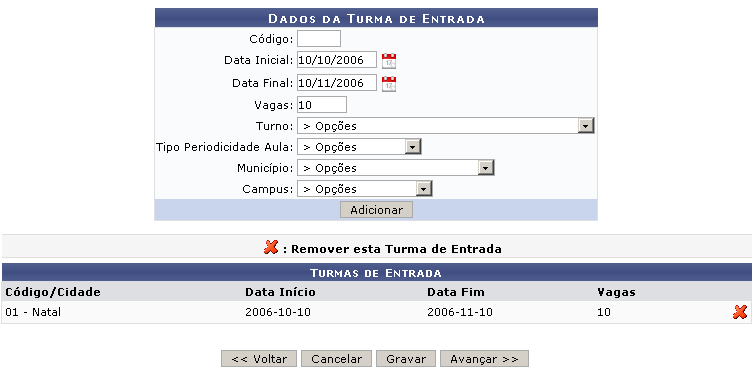 Dados da Turma de Entrada
Código:
Data Inicial: 10/10/2006
Data Final: 10/11/2006
Vagas: 10
Turno: > Opções
Tipo Periodicidade Aula: > Opções
Município: > Opções
Campus: > Opções
Adicionar
: Remover esta Turma de Entrada
Turmas de Entrada
Código/Cidade Data Início Data Fim Vagas
01 - Natal 2006-10-10 2006-11-10 10
<< Voltar Cancelar Gravar Avançar >>